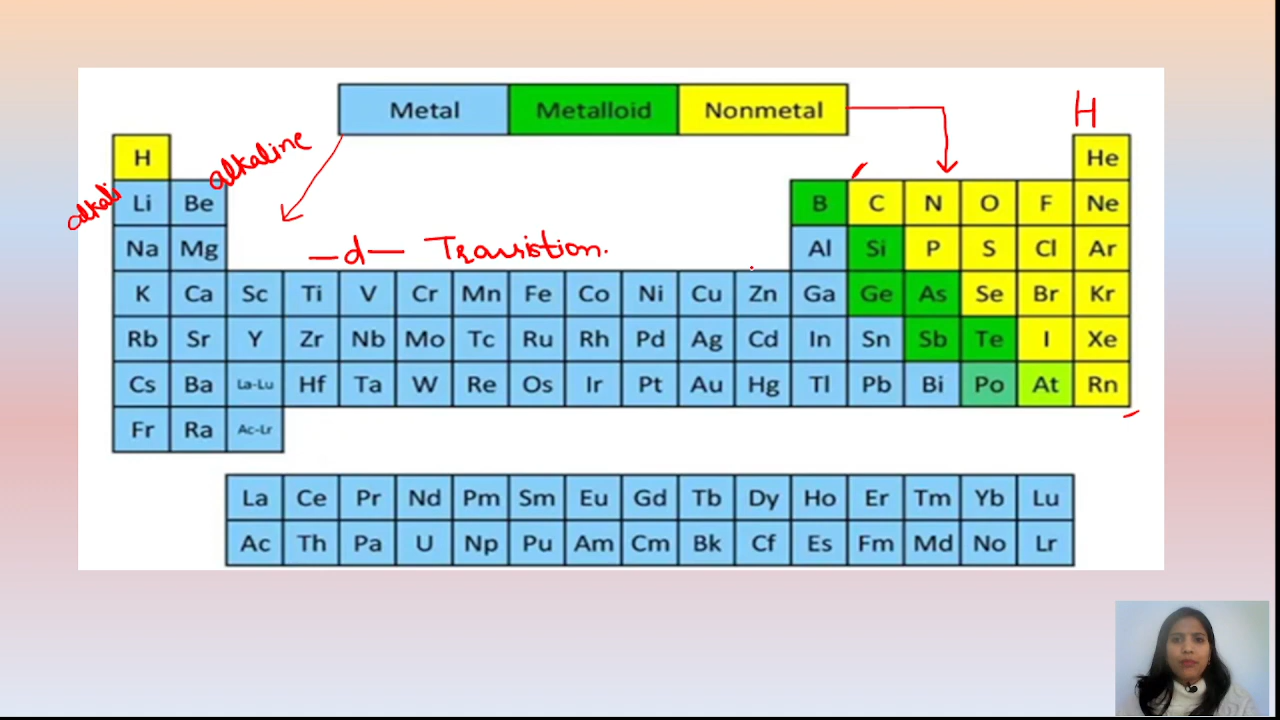 Metal Metalloid Nonmetal
H
H He
alkaline
alkali
Li Be B C N O F Ne
—d— Transistion.
Na Mg Al Si P S Cl Ar
K Ca Sc Ti V Cr Mn Fe Co Ni Cu Zn Ga Ge As Se Br Kr
Rb Sr Y Zr Nb Mo Tc Ru Rh Pd Ag Cd In Sn Sb Te I Xe
Cs Ba La-Lu Hf Ta W Re Os Ir Pt Au Hg Tl Pb Bi Po At Rn
Fr Ra Ac-Lr
La Ce Pr Nd Pm Sm Eu Gd Tb Dy Ho Er Tm Yb Lu
Ac Th Pa U Np Pu Am Cm Bk Cf Es Fm Md No Lr